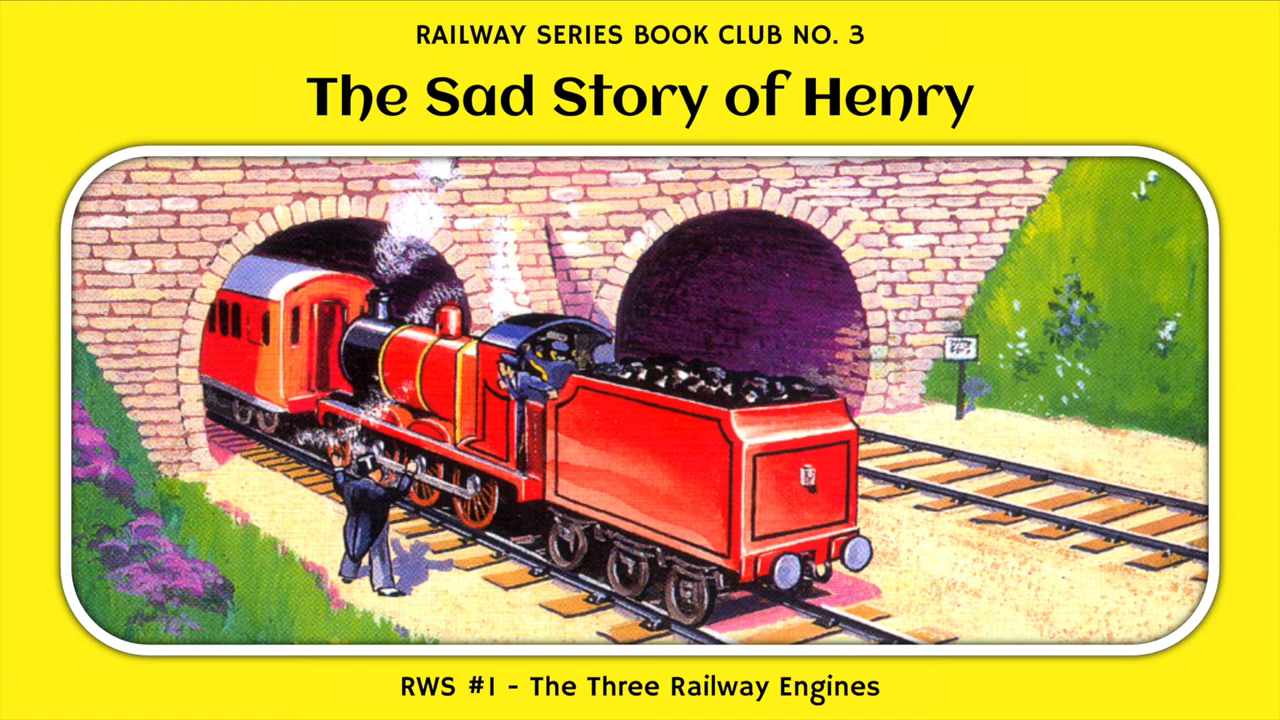 RAILWAY SERIES BOOK CLUB NO. 3
The Sad Story of Henry
RWS #1 - The Three Railway Engines